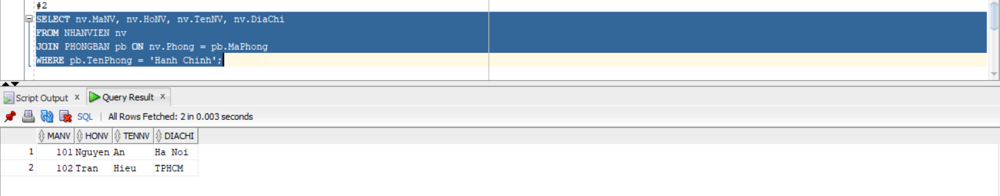 #2
SELECT nv.MaNV, nv.HoNV, nv.TenNV, nv.DiaChi
FROM NHANVIEN nv
JOIN PHONGBAN pb ON nv.Phong = pb.MaPhong
WHERE pb.TenPhong = 'Hanh Chinh';
Script Output x Query Result x
SQL | All Rows Fetched: 2 in 0.003 seconds
MANV HONV TENNV DIACHI
1 101 Nguyen An Ha Noi
2 102 Tran Hieu TPHCM